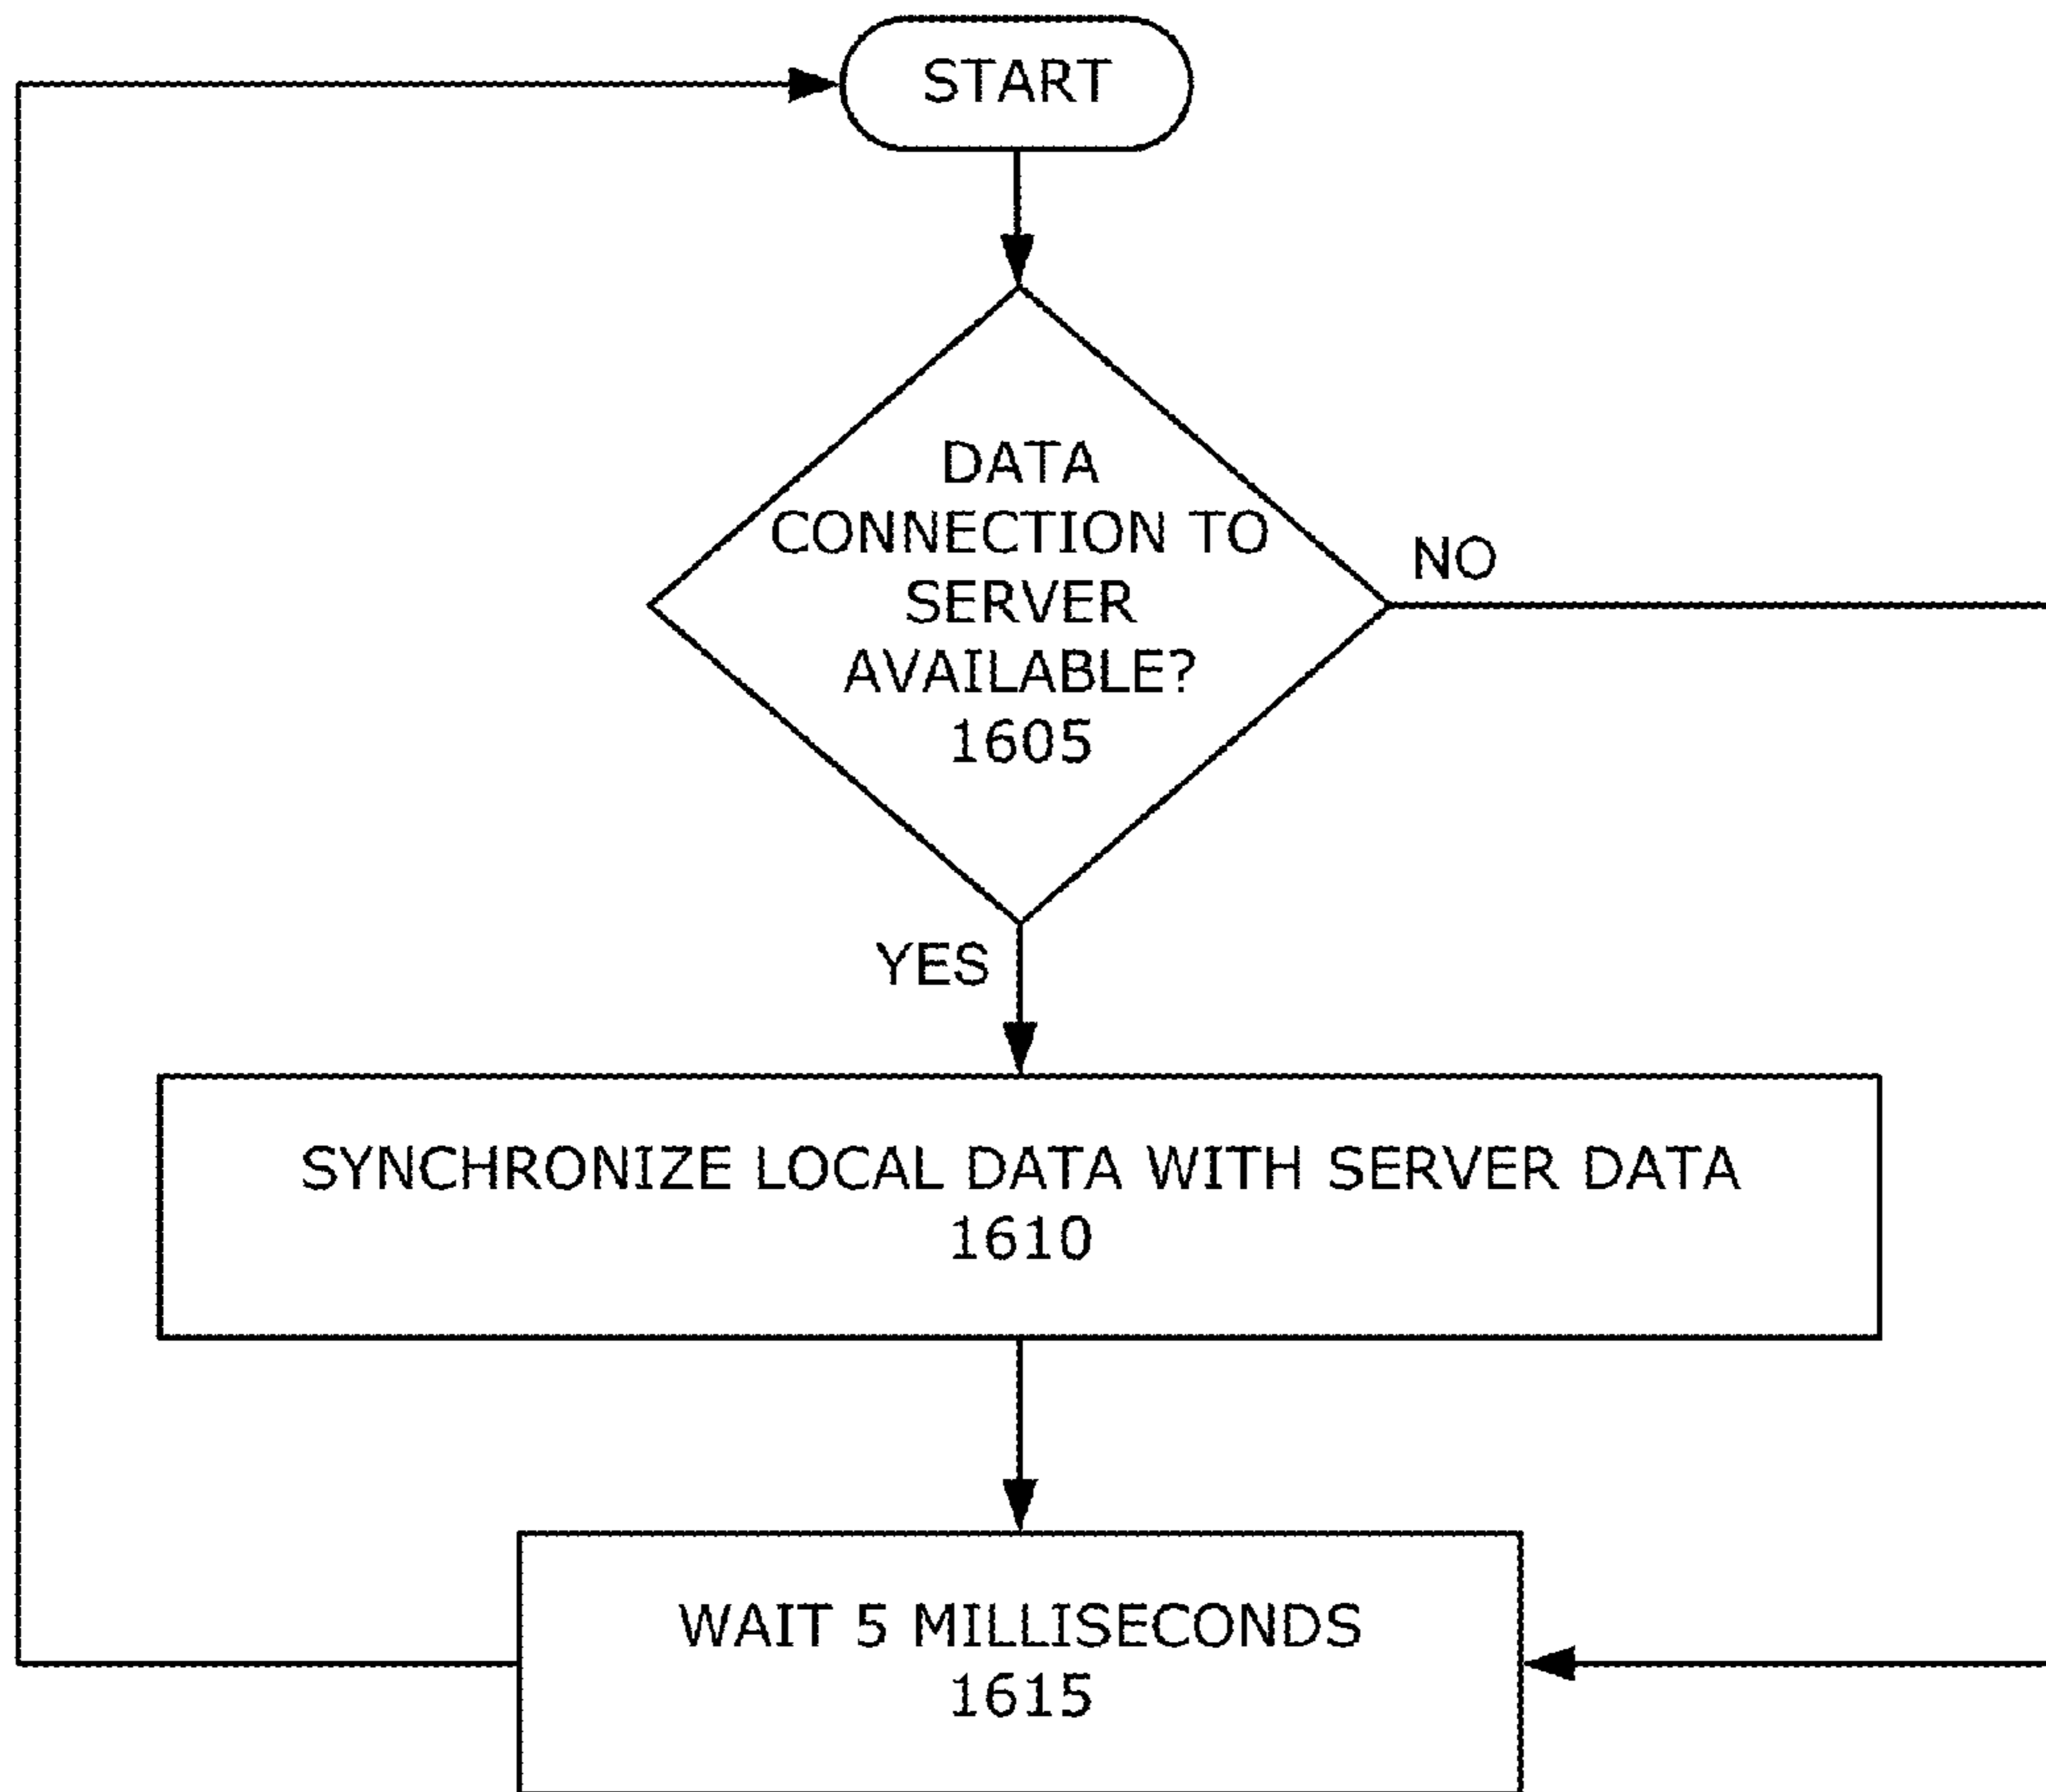 START
DATA
CONNECTION TO
SERVER
AVAILABLE?
1605
NO
YES
SYNCHRONIZE LOCAL DATA WITH SERVER DATA
1610
WAIT 5 MILLISECONDS
1615